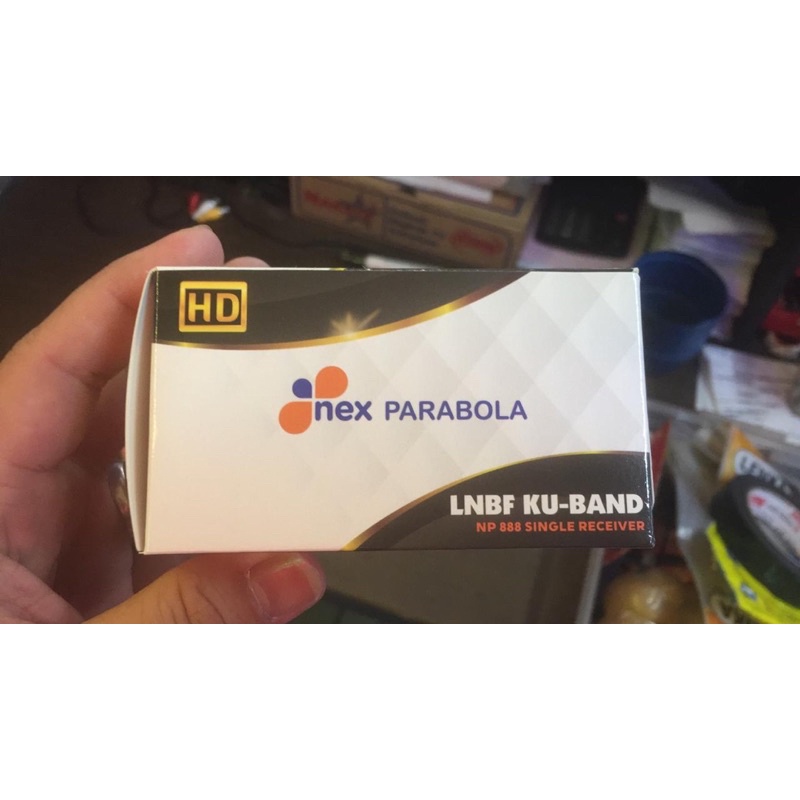 HD
nex PARABOLA
LNBF KU-BAND
NP 888 SINGLE RECEIVER